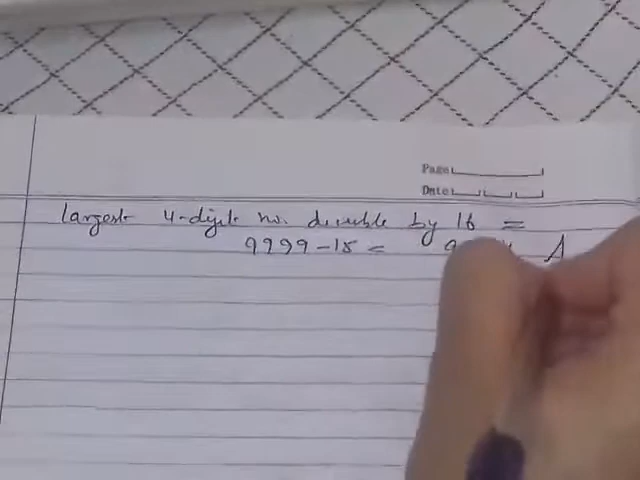 Page
Date
largest 4-digit no. divisible by 16 =
9999-15 =
A